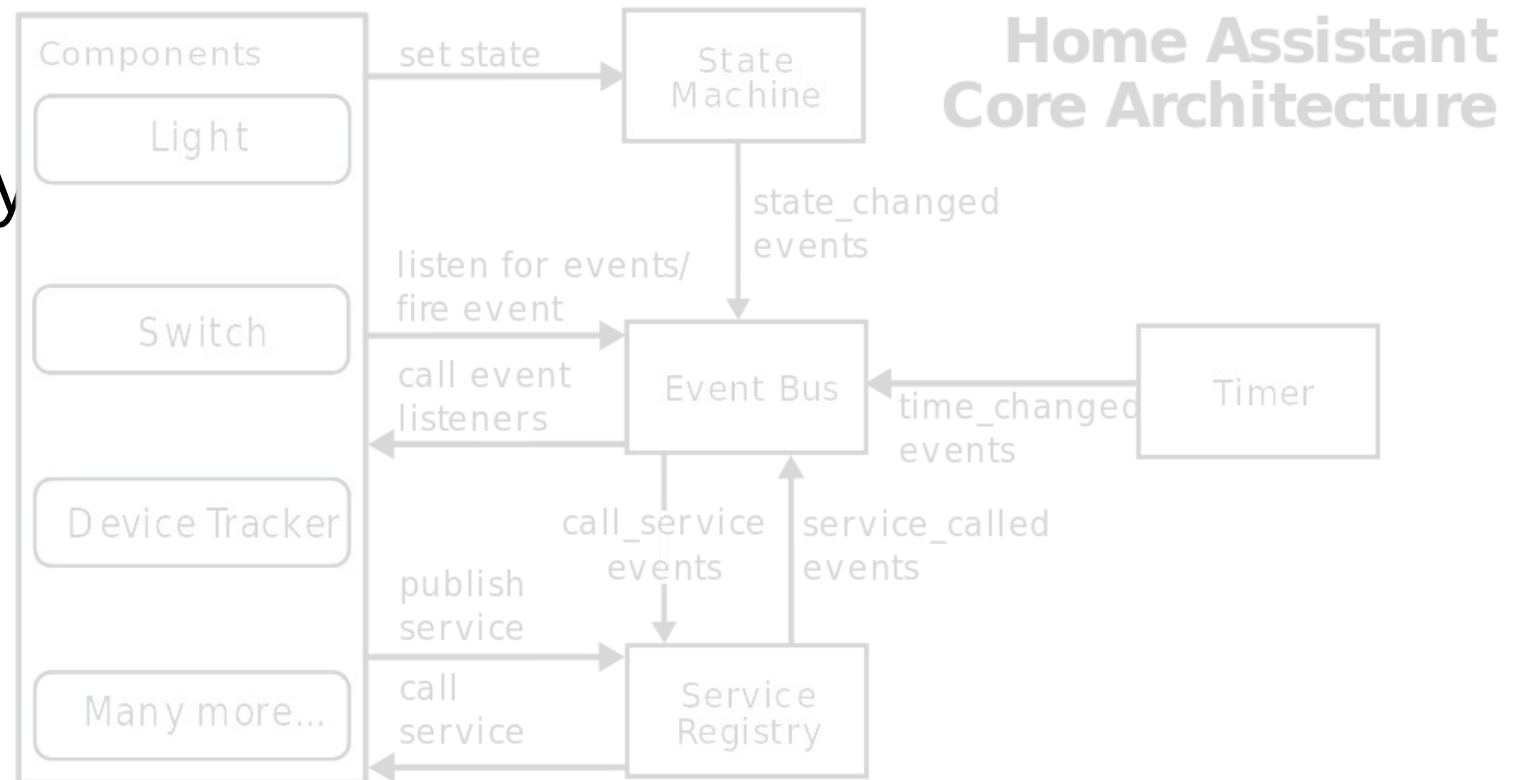 Home Assistant
Core Architecture
Components
Light
Switch
Device Tracker
Many more...
set state
State
Machine
state_changed
events
listen for events/
fire event
call event
listeners
Event Bus
time_changed
events
Timer
call_service
events
service_called
events
publish
service
call
service
Service
Registry
y